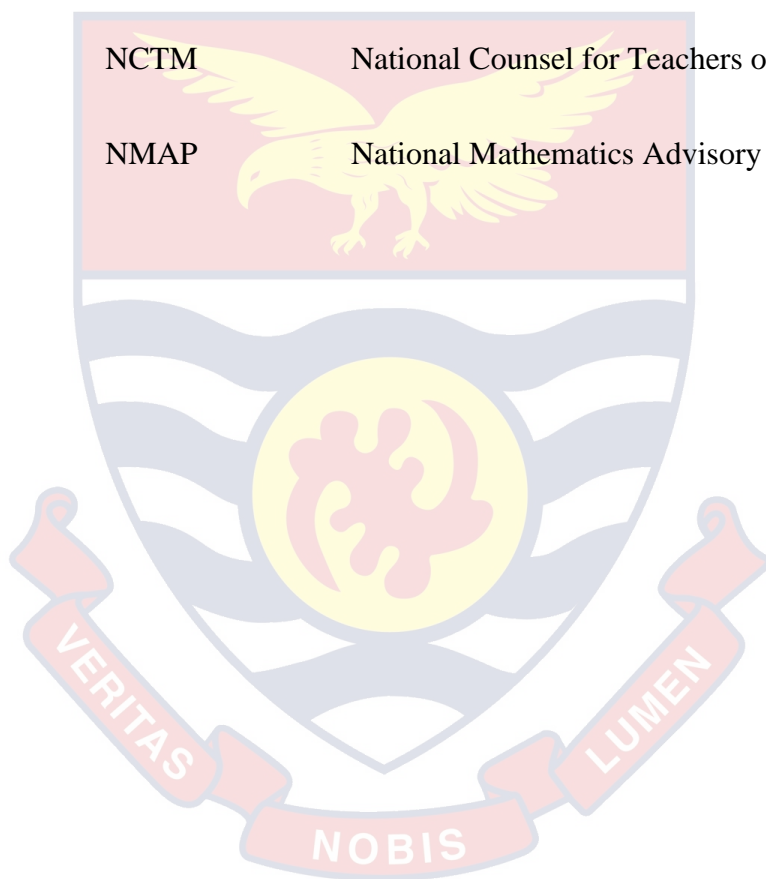 NCTM National Counsel for Teachers o
NMAP National Mathematics Advisory
VERITAS
NOBIS
LUMEN